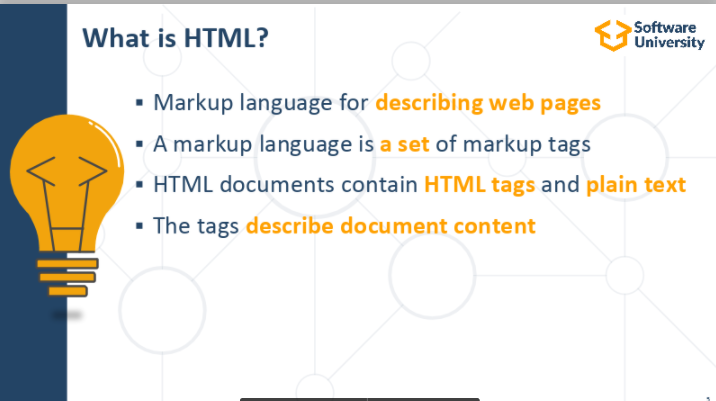 What is HTML?
Software
University
▪ Markup language for describing web pages
▪ A markup language is a set of markup tags
▪ HTML documents contain HTML tags and plain text
▪ The tags describe document content